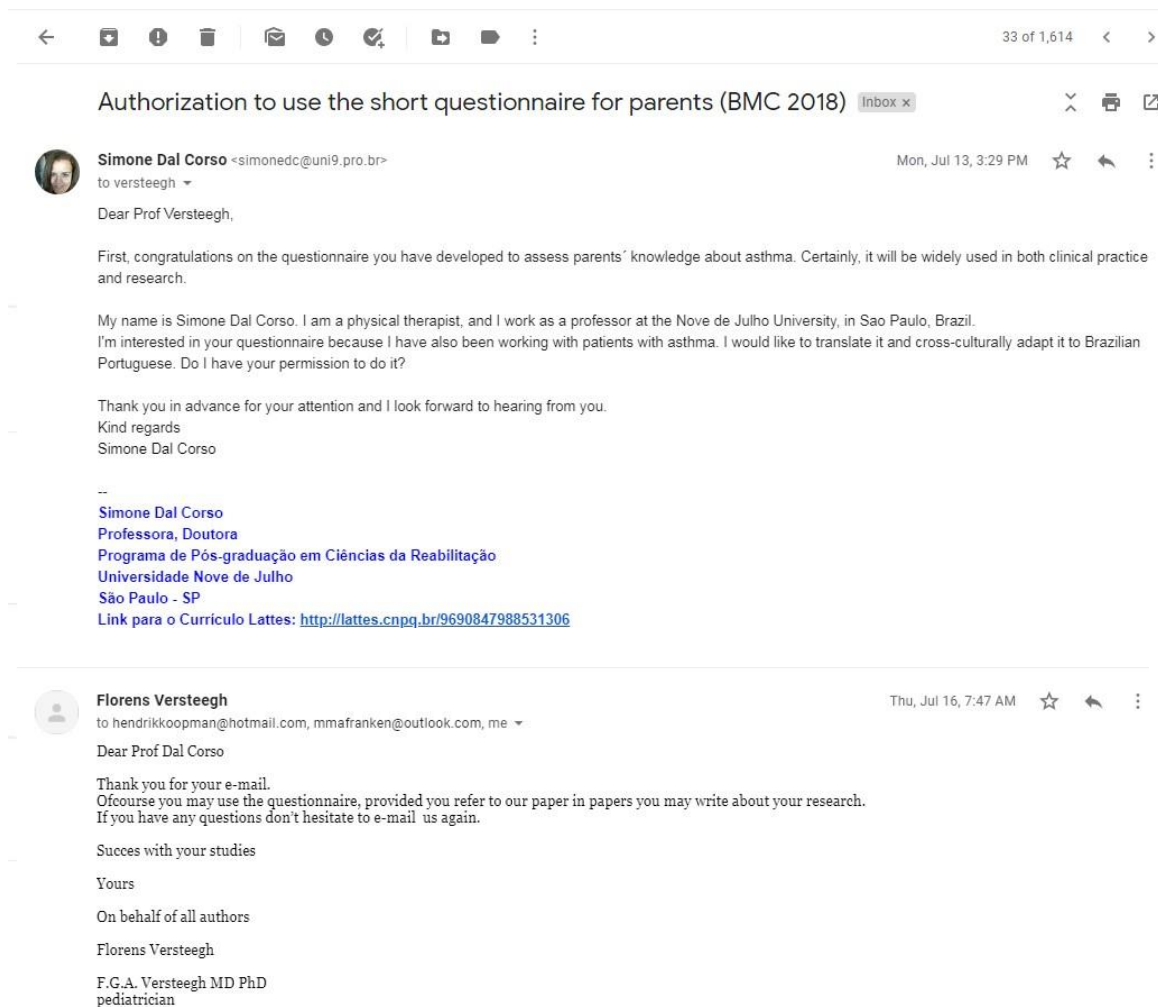 33 of 1,614
Authorization to use the short questionnaire for parents (BMC 2018) Inbox x
Simone Dal Corso <simonedc@uni9.pro.br> Mon, Jul 13, 3:29 PM
to versteegh
Dear Prof Versteegh,
First, congratulations on the questionnaire you have developed to assess parents´ knowledge about asthma. Certainly, it will be widely used in both clinical practice
and research.
My name is Simone Dal Corso. I am a physical therapist, and I work as a professor at the Nove de Julho University, in Sao Paulo, Brazil.
I'm interested in your questionnaire because I have also been working with patients with asthma. I would like to translate it and cross-culturally adapt it to Brazilian
Portuguese. Do I have your permission to do it?
Thank you in advance for your attention and I look forward to hearing from you.
Kind regards
Simone Dal Corso
--
Simone Dal Corso
Professora, Doutora
Programa de Pós-graduação em Ciências da Reabilitação
Universidade Nove de Julho
São Paulo - SP
Link para o Currículo Lattes: http://lattes.cnpq.br/9690847988531306
Florens Versteegh Thu, Jul 16, 7:47 AM
to hendrikkoopman@hotmail.com, mmafranken@outlook.com, me
Dear Prof Dal Corso
Thank you for your e-mail.
Ofcourse you may use the questionnaire, provided you refer to our paper in papers you may write about your research.
If you have any questions don't hesitate to e-mail us again.
Succes with your studies
Yours
On behalf of all authors
Florens Versteegh
F.G.A. Versteegh MD PhD
pediatrician